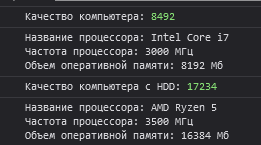 Качество компьютера: 8492
Название процессора: Intel Core i7
Частота процессора: 3000 МГц
Объем оперативной памяти: 8192 Мб
Качество компьютера с HDD: 17234
Название процессора: AMD Ryzen 5
Частота процессора: 3500 МГц
Объем оперативной памяти: 16384 Мб